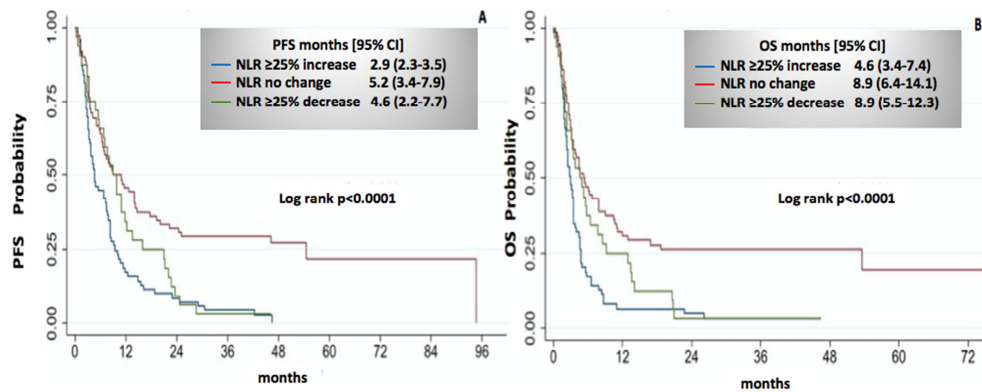 A
PFS months [95% CI]
NLR ≥25% increase 2.9 (2.3-3.5)
NLR no change 5.2 (3.4-7.9)
NLR ≥25% decrease 4.6 (2.2-7.7)
Log rank p<0.0001
PFS Probability
1.00
0.75
0.50
0.25
0.00
0 12 24 36 48 60 72 84 96
months
B
OS months [95% CI]
NLR ≥25% increase 4.6 (3.4-7.4)
NLR no change 8.9 (6.4-14.1)
NLR ≥25% decrease 8.9 (5.5-12.3)
Log rank p<0.0001
OS Probability
1.00
0.75
0.50
0.25
0.00
0 12 24 36 48 60 72
months